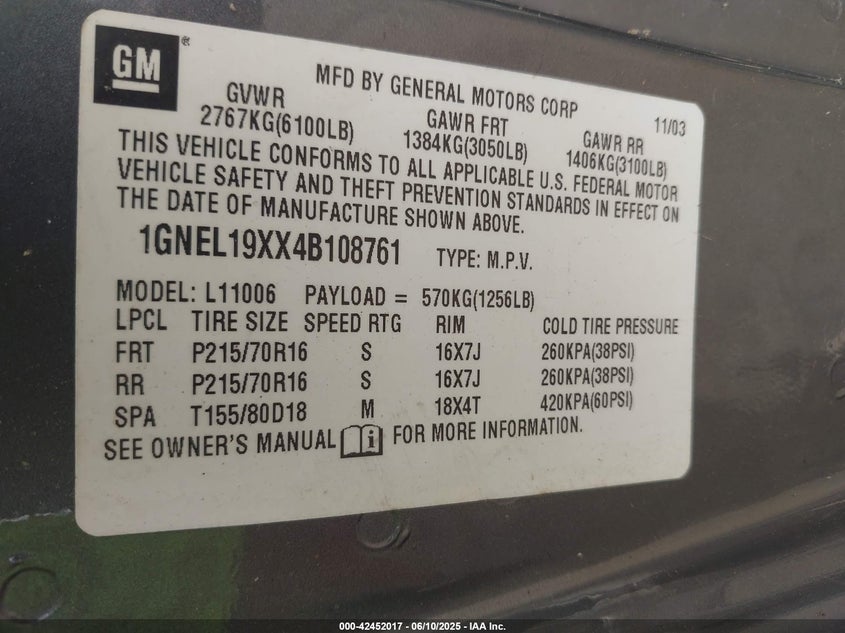 GM ®
MFD BY GENERAL MOTORS CORP 11/03
GVWR GAWR FRT GAWR RR
2767KG(6100LB) 1384KG(3050LB) 1406KG(3100LB)
THIS VEHICLE CONFORMS TO ALL APPLICABLE U.S. FEDERAL MOTOR
VEHICLE SAFETY AND THEFT PREVENTION STANDARDS IN EFFECT ON
THE DATE OF MANUFACTURE SHOWN ABOVE.
1GNEL19XX4B108761 TYPE: M.P.V.
MODEL: L11006 PAYLOAD = 570KG(1256LB)
LPCL TIRE SIZE SPEED RTG RIM COLD TIRE PRESSURE
FRT P215/70R16 S 16X7J 260KPA(38PSI)
RR P215/70R16 S 16X7J 260KPA(38PSI)
SPA T155/80D18 M 18X4T 420KPA(60PSI)
SEE OWNER'S MANUAL i FOR MORE INFORMATION.
000-42452017 - 06/10/2025 - IAA Inc.